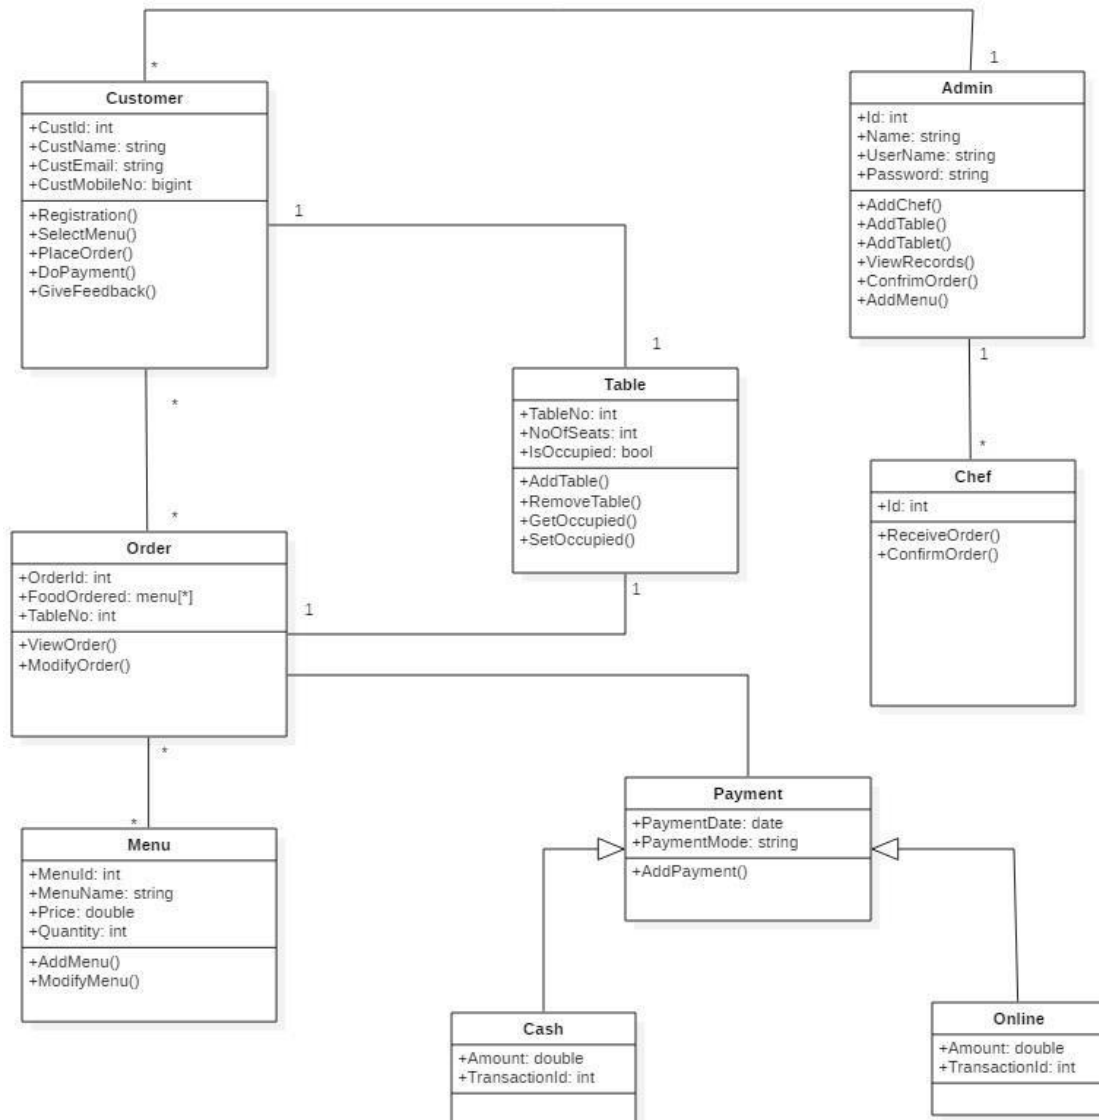 *
1
Customer
+CustId: int
+CustName: string
+CustEmail: string
+CustMobileNo: bigint
+Registration()
+SelectMenu()
+PlaceOrder()
+DoPayment()
+GiveFeedback()
Admin
+Id: int
+Name: string
+UserName: string
+Password: string
+AddChef()
+AddTable()
+AddTablet()
+ViewRecords()
+ConfrimOrder()
+AddMenu()
1
1
1
*
*
*
Table
+TableNo: int
+NoOfSeats: int
+IsOccupied: bool
+AddTable()
+RemoveTable()
+GetOccupied()
+SetOccupied()
Chef
+Id: int
+ReceiveOrder()
+ConfirmOrder()
Order
+OrderId: int
+FoodOrdered: menu[*]
+TableNo: int
+ViewOrder()
+ModifyOrder()
1
1
*
*
Menu
+MenuId: int
+MenuName: string
+Price: double
+Quantity: int
+AddMenu()
+ModifyMenu()
Payment
+PaymentDate: date
+PaymentMode: string
+AddPayment()
Cash
+Amount: double
+TransactionId: int
Online
+Amount: double
+TransactionId: int